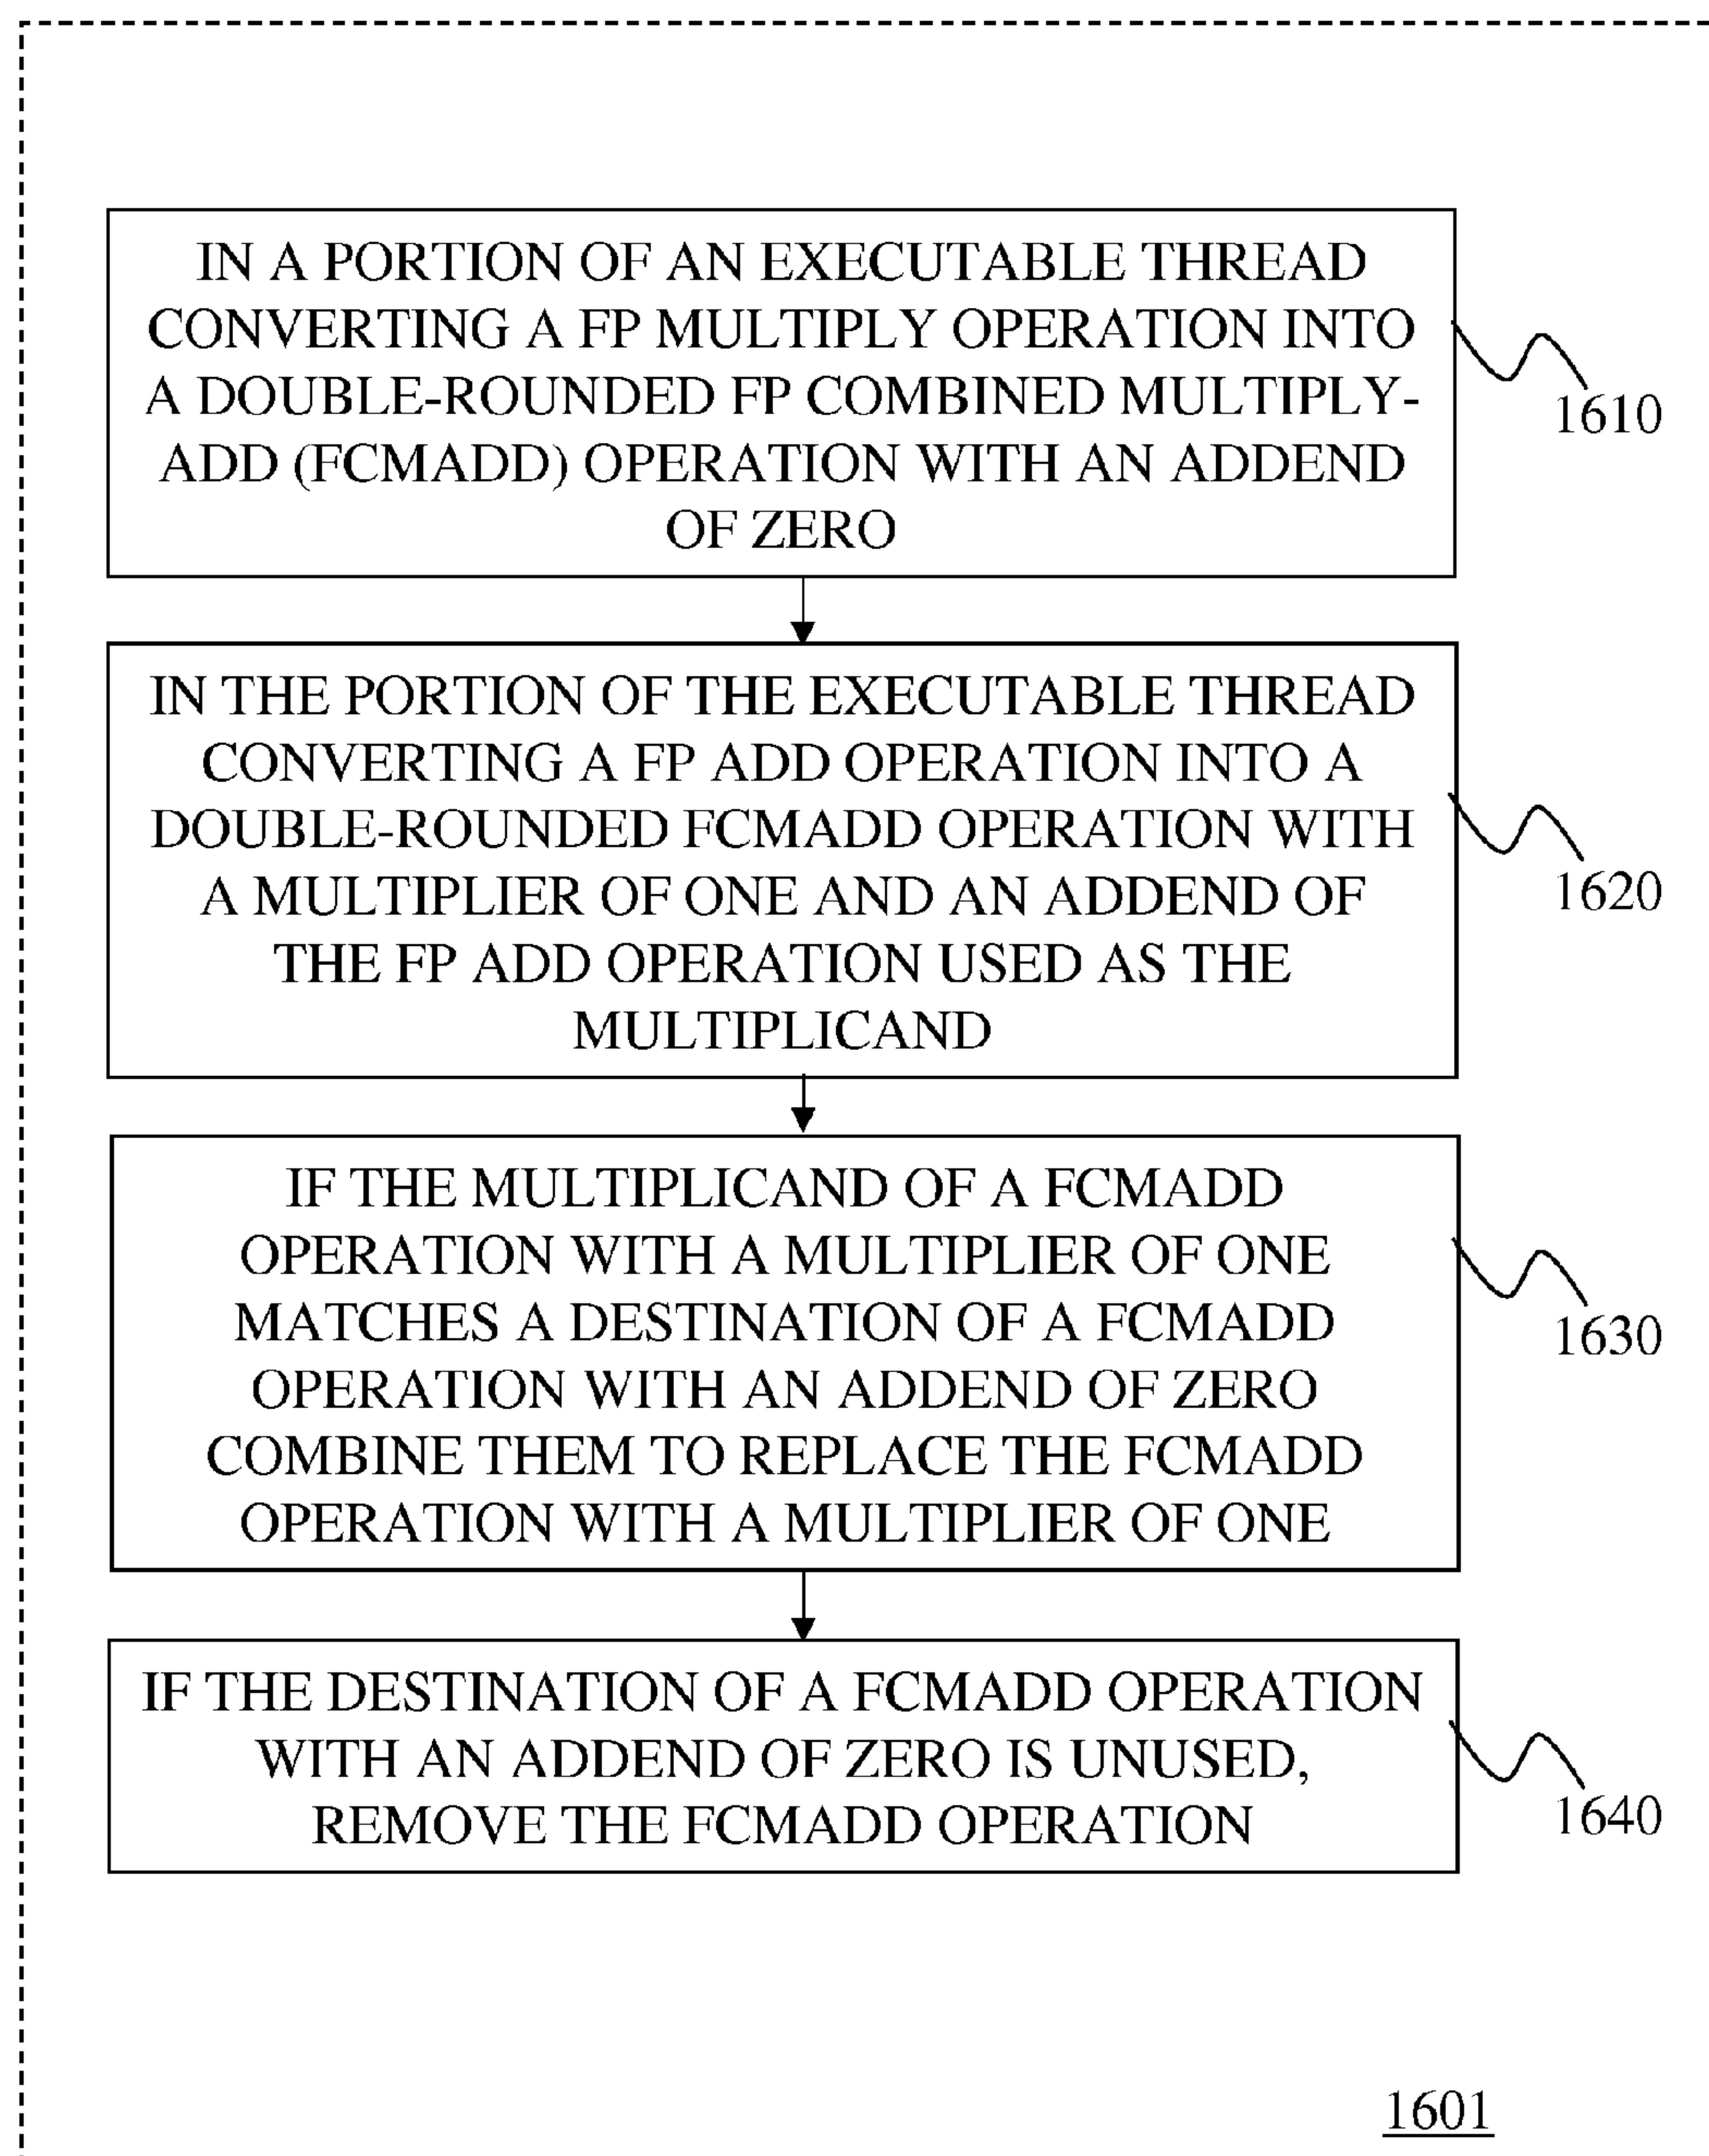 IN A PORTION OF AN EXECUTABLE THREAD
CONVERTING A FP MULTIPLY OPERATION INTO
A DOUBLE-ROUNDED FP COMBINED MULTIPLY-
ADD (FCMADD) OPERATION WITH AN ADDEND
OF ZERO
1610
IN THE PORTION OF THE EXECUTABLE THREAD
CONVERTING A FP ADD OPERATION INTO A
DOUBLE-ROUNDED FCMADD OPERATION WITH
A MULTIPLIER OF ONE AND AN ADDEND OF
THE FP ADD OPERATION USED AS THE
MULTIPLICAND
1620
IF THE MULTIPLICAND OF A FCMADD
OPERATION WITH A MULTIPLIER OF ONE
MATCHES A DESTINATION OF A FCMADD
OPERATION WITH AN ADDEND OF ZERO
COMBINE THEM TO REPLACE THE FCMADD
OPERATION WITH A MULTIPLIER OF ONE
1630
IF THE DESTINATION OF A FCMADD OPERATION
WITH AN ADDEND OF ZERO IS UNUSED,
REMOVE THE FCMADD OPERATION
1640
1601